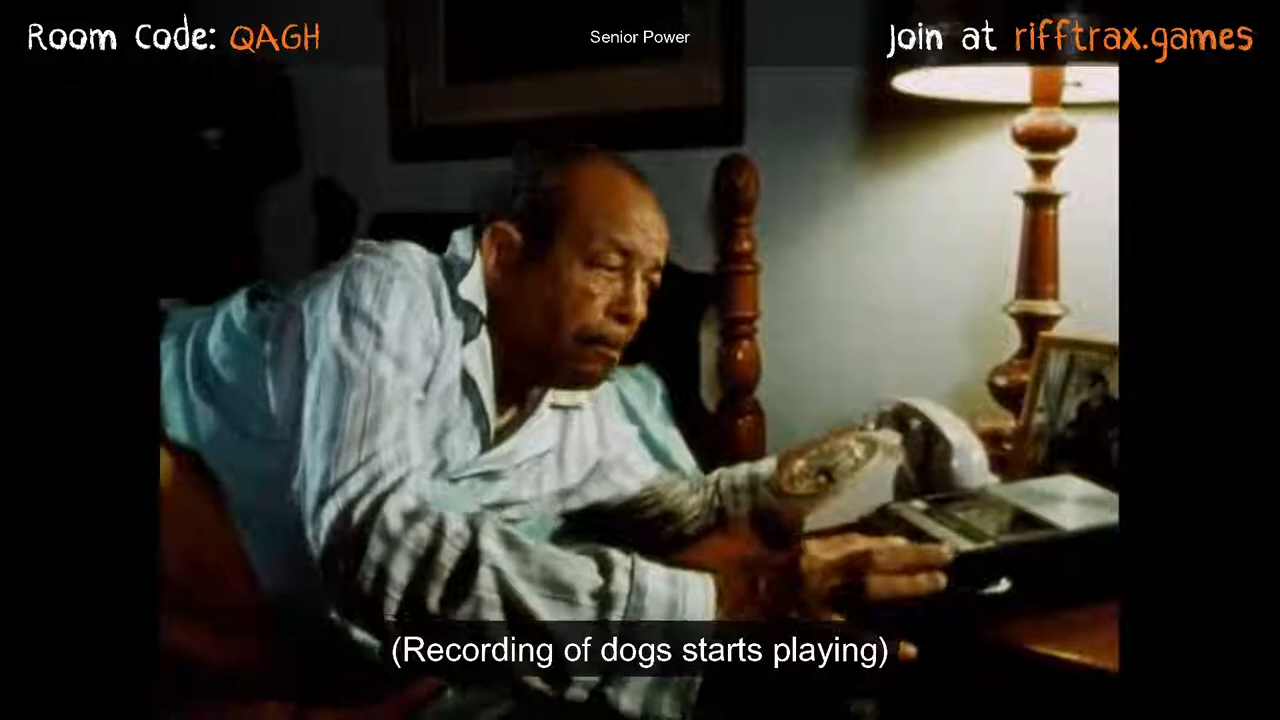 Room Code: QAGH
Senior Power
Join at rifftrax.games
(Recording of dogs starts playing)